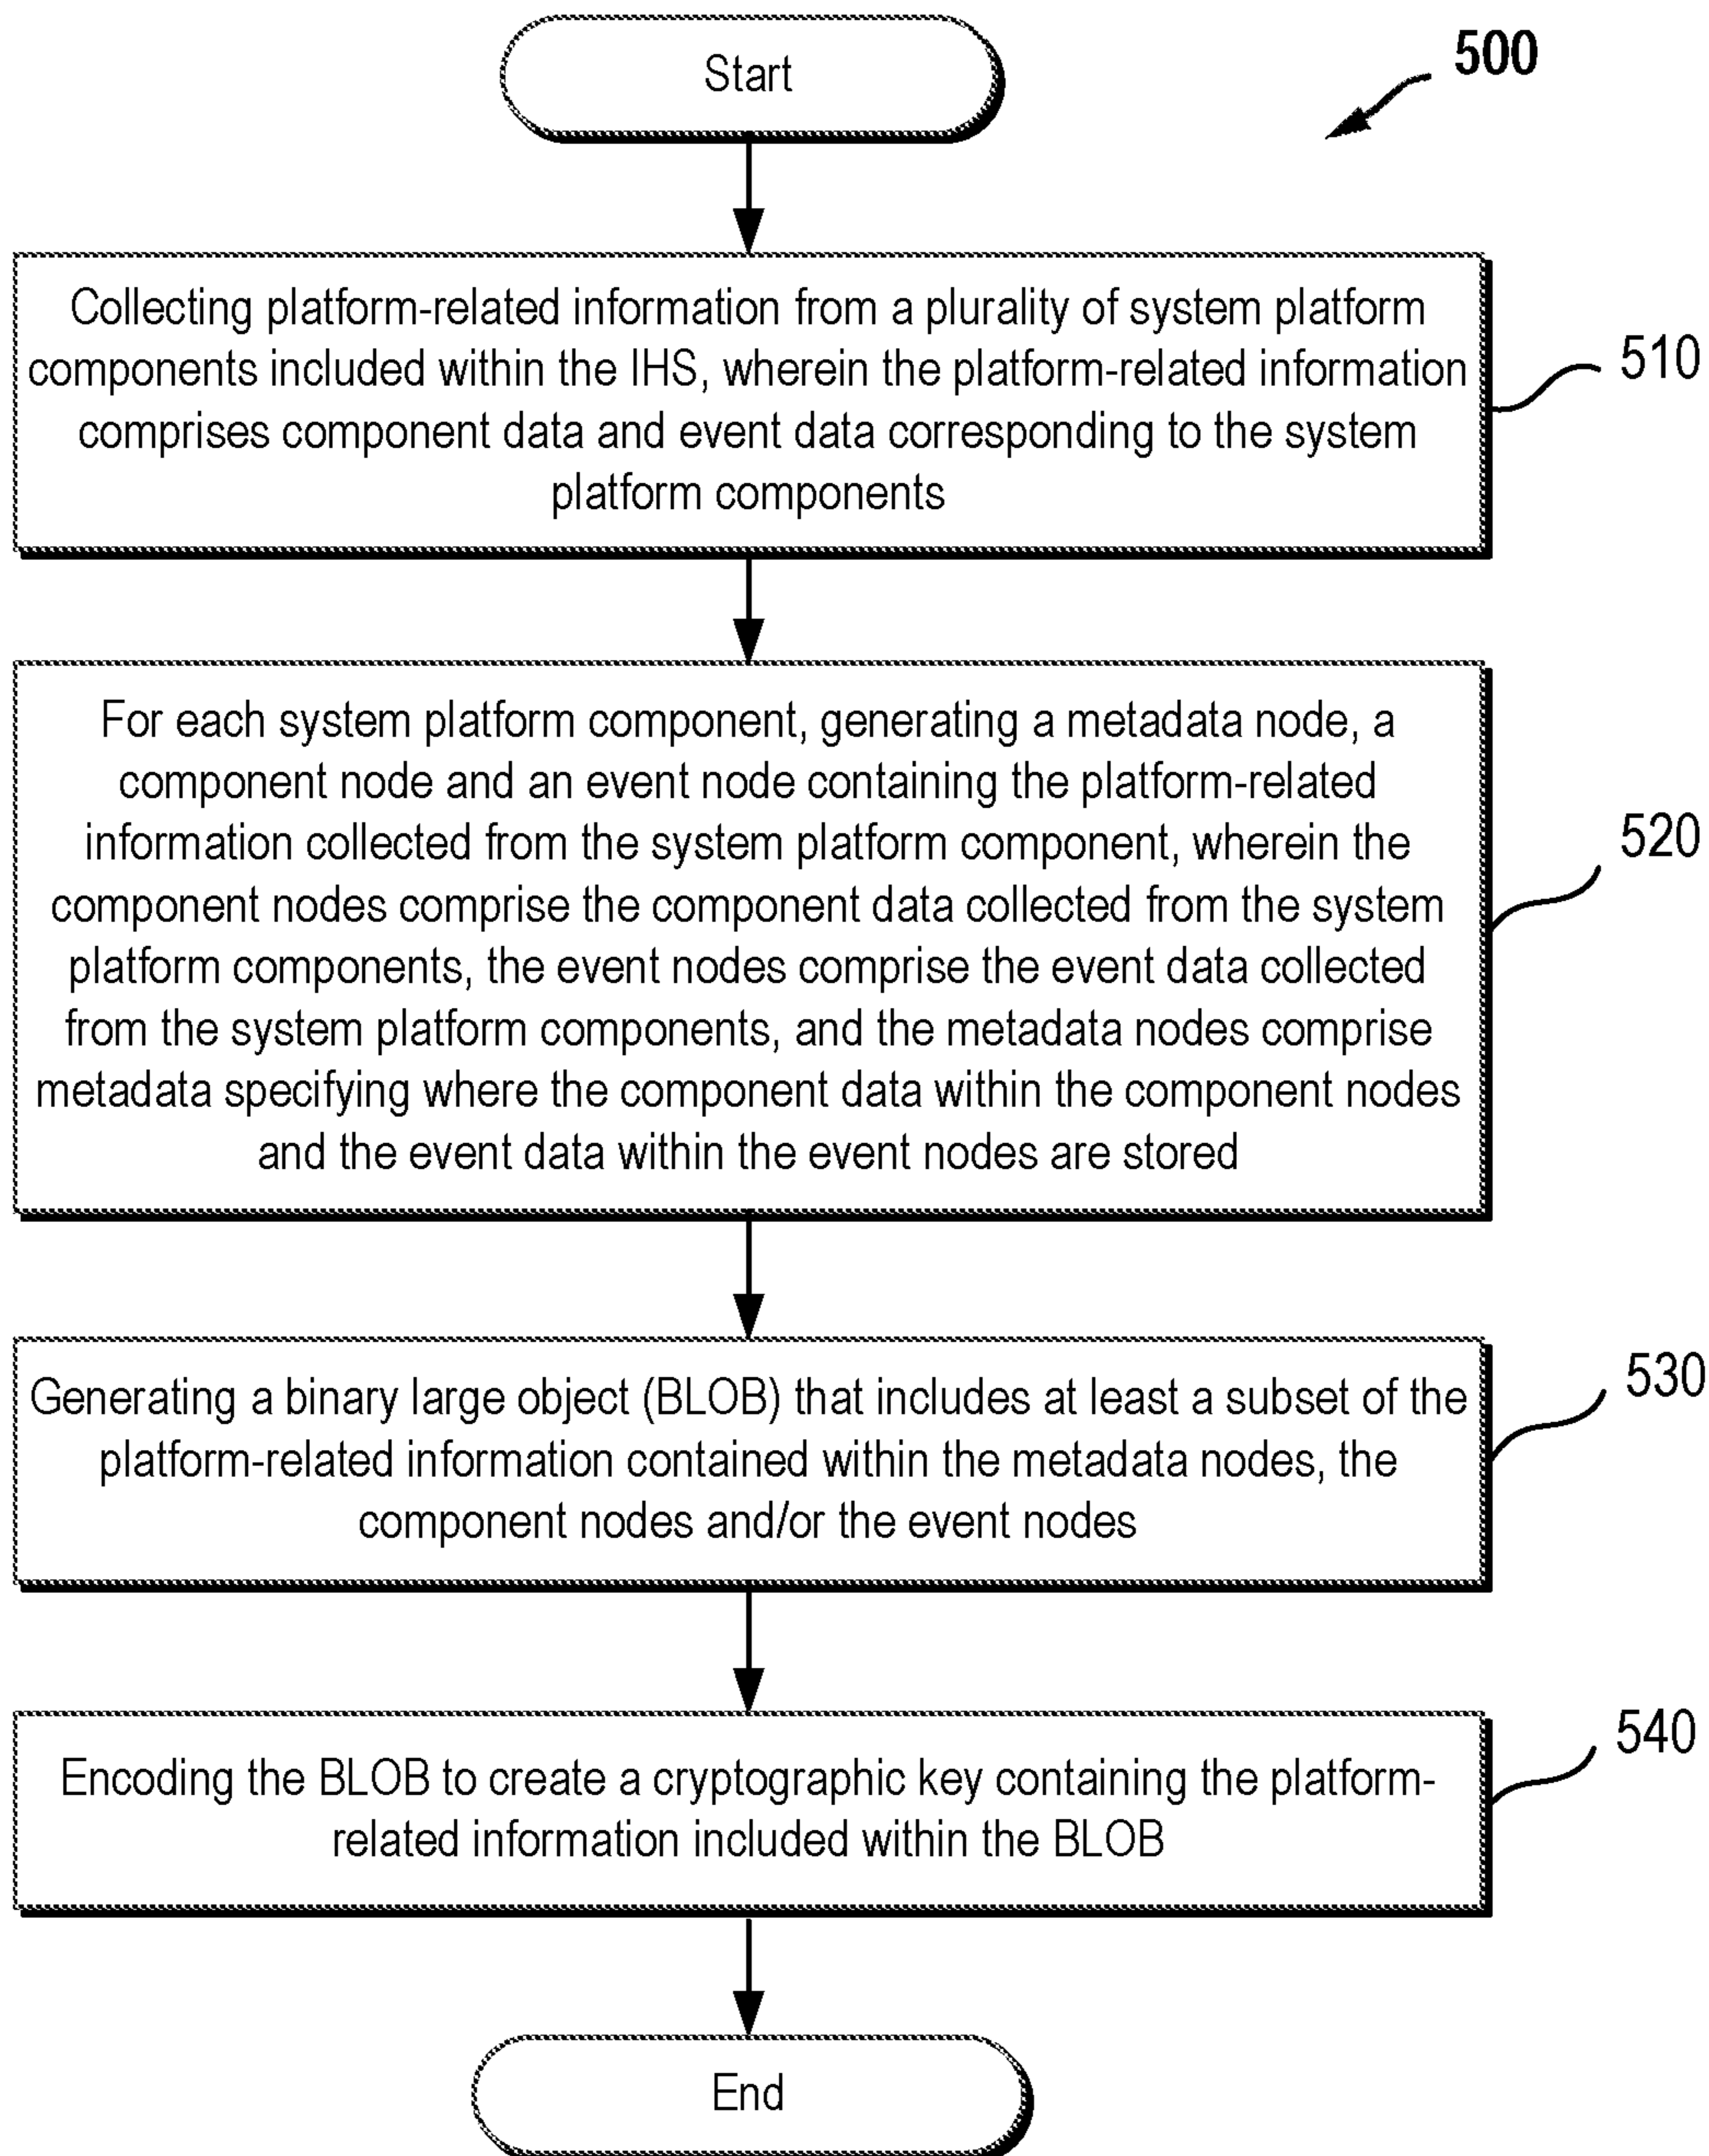 Start
500
Collecting platform-related information from a plurality of system platform
components included within the IHS, wherein the platform-related information
comprises component data and event data corresponding to the system
platform components
510
For each system platform component, generating a metadata node, a
component node and an event node containing the platform-related
information collected from the system platform component, wherein the
component nodes comprise the component data collected from the system
platform components, the event nodes comprise the event data collected
from the system platform components, and the metadata nodes comprise
metadata specifying where the component data within the component nodes
and the event data within the event nodes are stored
520
Generating a binary large object (BLOB) that includes at least a subset of the
platform-related information contained within the metadata nodes, the
component nodes and/or the event nodes
530
Encoding the BLOB to create a cryptographic key containing the platform-
related information included within the BLOB
540
End